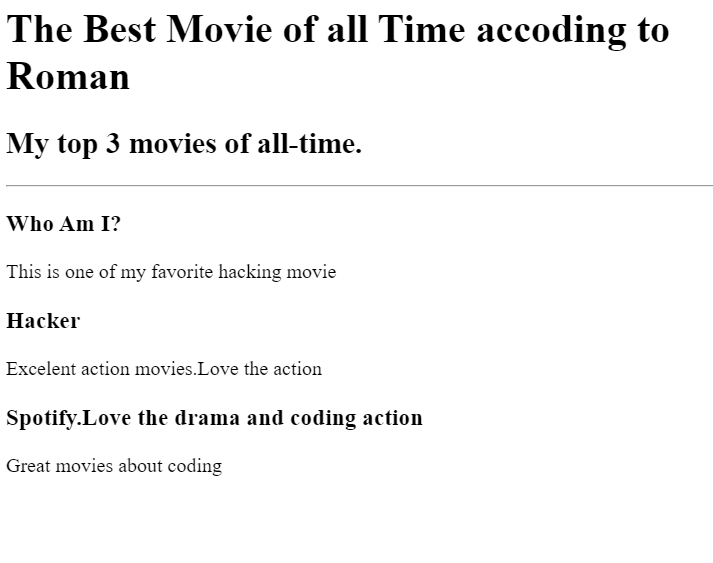 The Best Movie of all Time accoding to
Roman
My top 3 movies of all-time.
Who Am I?
This is one of my favorite hacking movie
Hacker
Excelent action movies.Love the action
Spotify.Love the drama and coding action
Great movies about coding